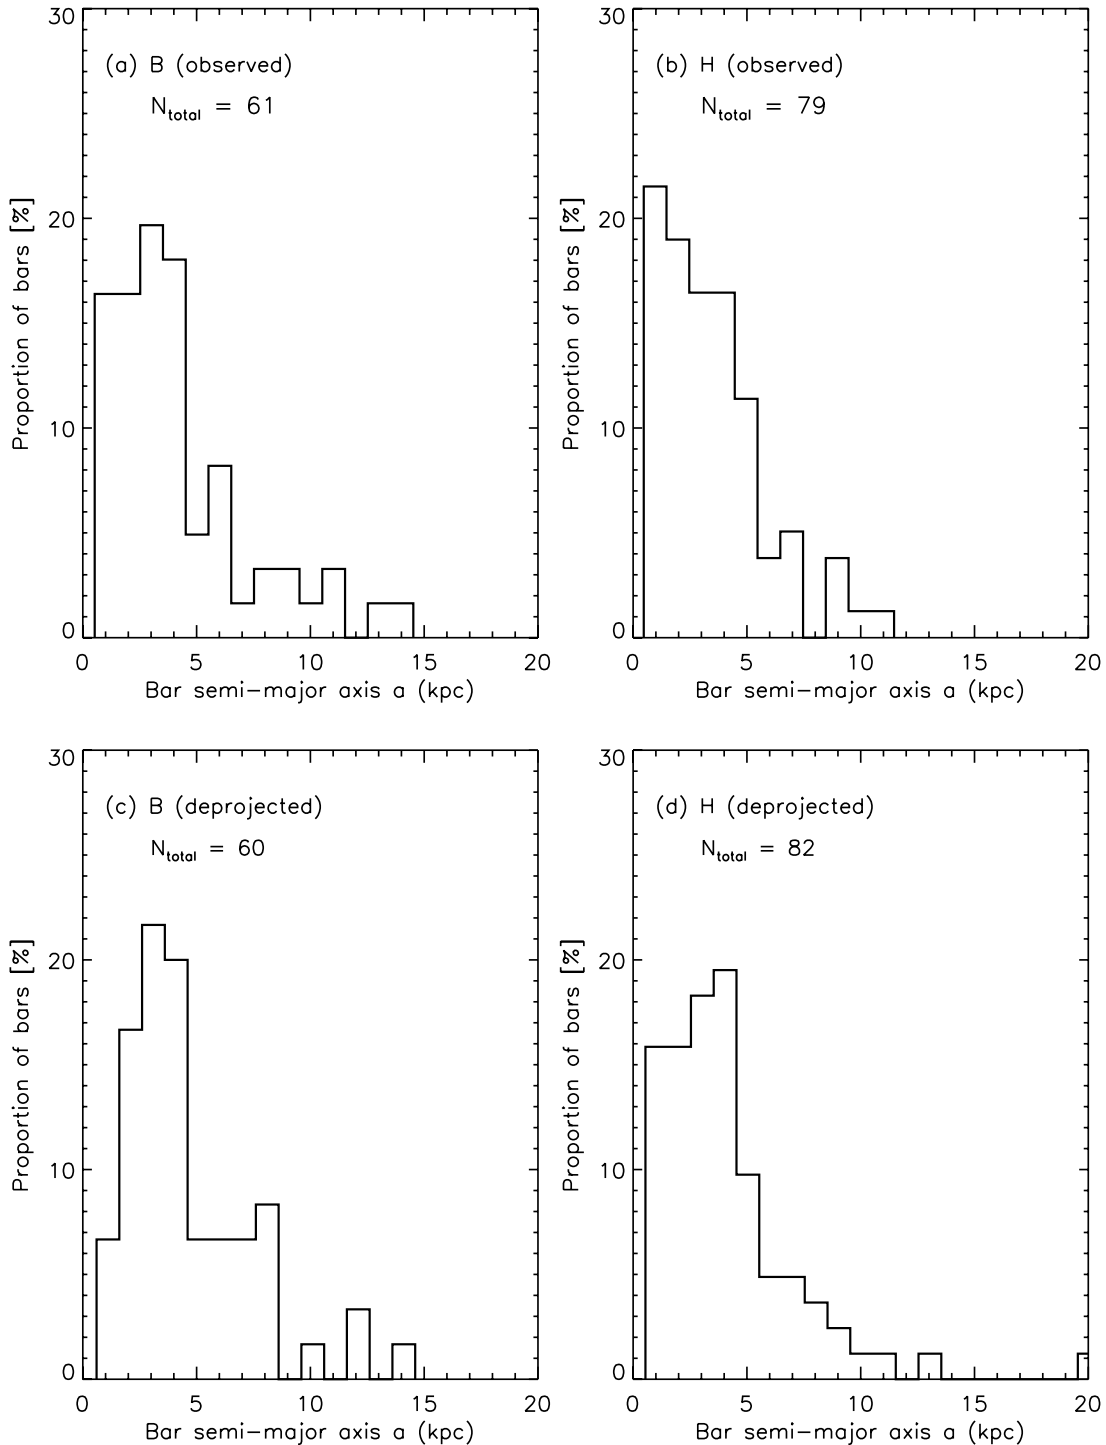 (a) B (observed)
N_total = 61
30
20
10
0
Proportion of bars [%]
0 5 10 15 20
Bar semi-major axis a (kpc)
(b) H (observed)
N_total = 79
30
20
10
0
Proportion of bars [%]
0 5 10 15 20
Bar semi-major axis a (kpc)
(c) B (deprojected)
N_total = 60
30
20
10
0
Proportion of bars [%]
0 5 10 15 20
Bar semi-major axis a (kpc)
(d) H (deprojected)
N_total = 82
30
20
10
0
Proportion of bars [%]
0 5 10 15 20
Bar semi-major axis a (kpc)